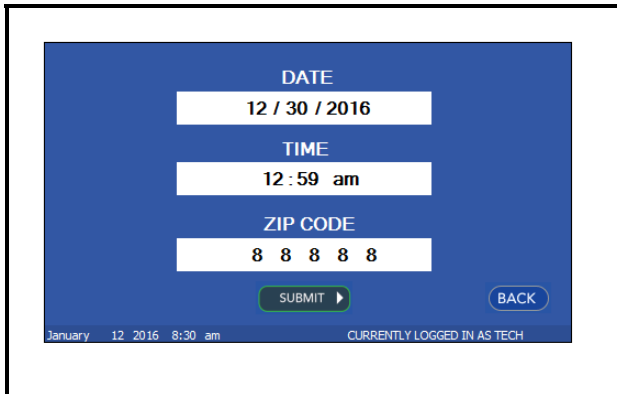 DATE
12 / 30 / 2016
TIME
12 : 59 am
ZIP CODE
8 8 8 8 8
SUBMIT
BACK
January 12 2016 8:30 am CURRENTLY LOGGED IN AS TECH